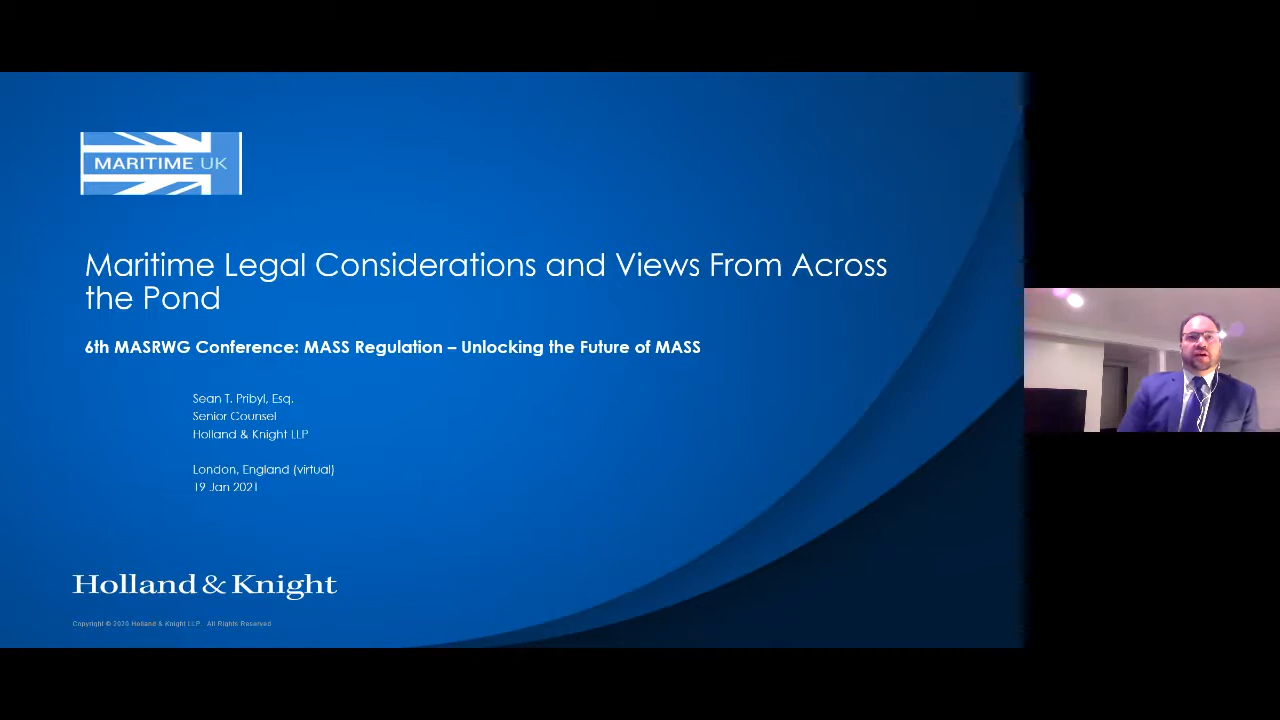 MARITIME UK
Maritime Legal Considerations and Views From Across
the Pond
6th MASRWG Conference: MASS Regulation – Unlocking the Future of MASS
Sean T. Pribyl, Esq.
Senior Counsel
Holland & Knight LLP
London, England (virtual)
19 Jan 2021
Holland & Knight
Copyright © 2020 Holland & Knight LLP. All Rights Reserved